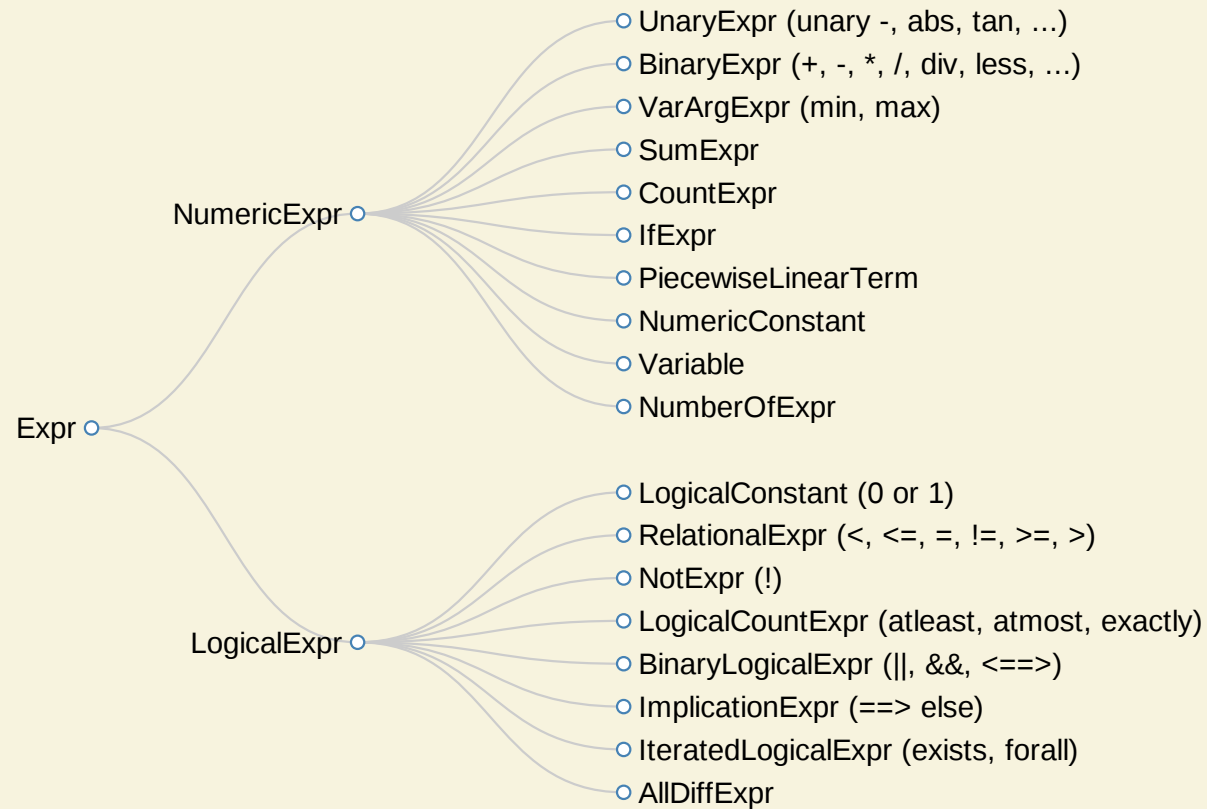 UnaryExpr (unary -, abs, tan, ...)
BinaryExpr (+, -, *, /, div, less, ...)
VarArgExpr (min, max)
SumExpr
CountExpr
NumericExpr
IfExpr
PiecewiseLinearTerm
NumericConstant
Variable
NumberOfExpr
Expr
LogicalConstant (0 or 1)
RelationalExpr (<, <=, =, !=, >=, >)
NotExpr (!)
LogicalCountExpr (atleast, atmost, exactly)
LogicalExpr
BinaryLogicalExpr (||, &&, <==>)
ImplicationExpr (==> else)
IteratedLogicalExpr (exists, forall)
AllDiffExpr